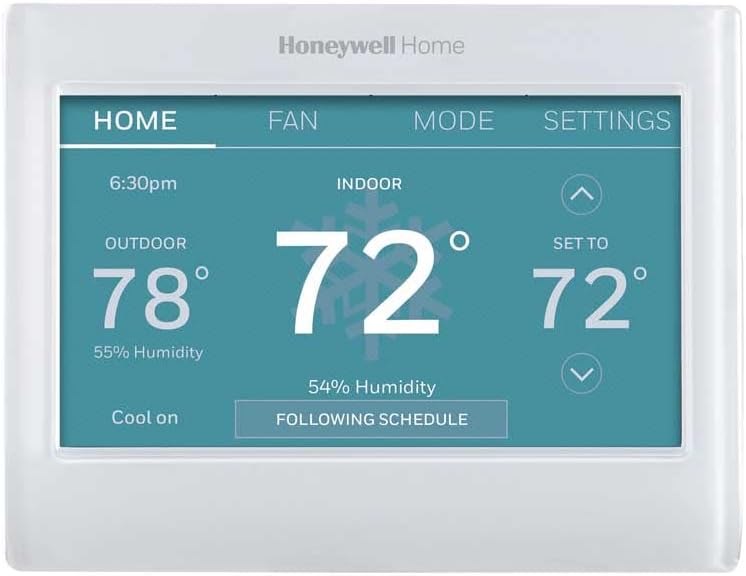 Honeywell Home
HOME FAN MODE SETTINGS
6:30pm
INDOOR
OUTDOOR
78°
55% Humidity
72°
54% Humidity
SET TO
72°
Cool on
FOLLOWING SCHEDULE